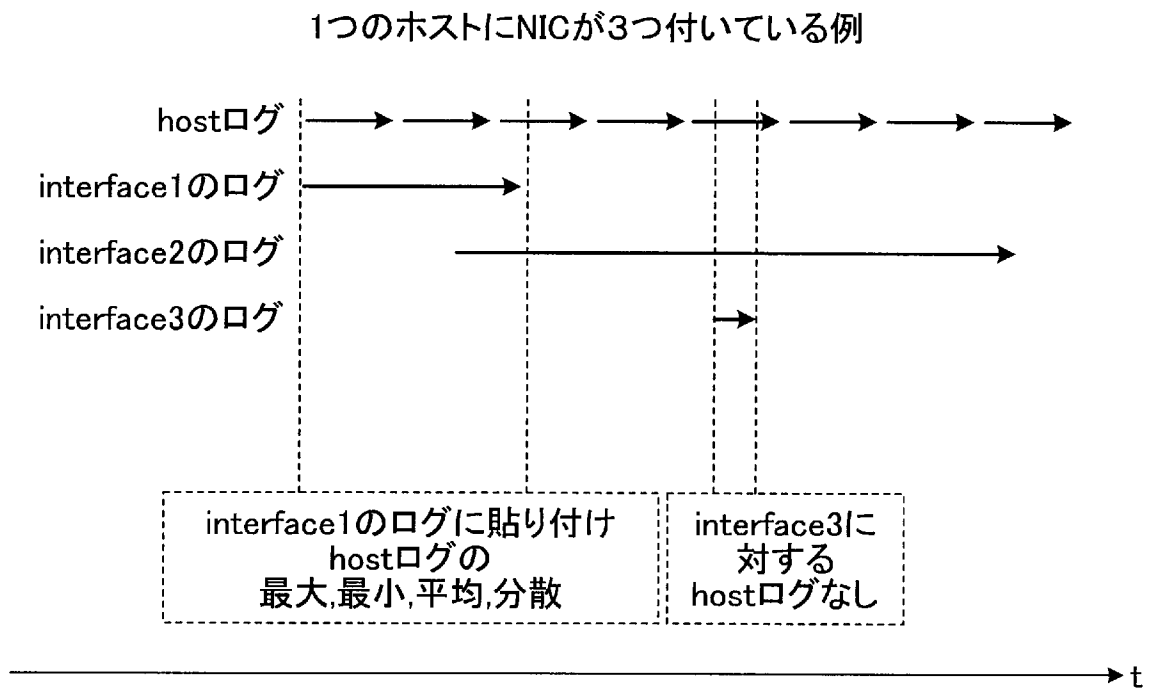 1つのホストにNICが3つ付いている例
hostログ
interface1のログ
interface2のログ
interface3のログ
interface1のログに貼り付け
hostログの
最大,最小,平均,分散
interface3に
対する
hostログなし
t